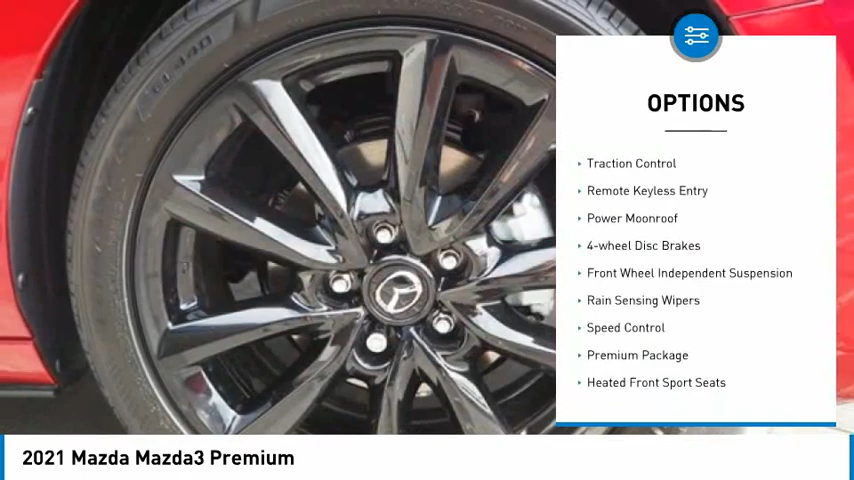 OPTIONS
Traction Control
Remote Keyless Entry
Power Moonroof
4-wheel Disc Brakes
Front Wheel Independent Suspension
Rain Sensing Wipers
Speed Control
Premium Package
Heated Front Sport Seats
2021 Mazda Mazda3 Premium